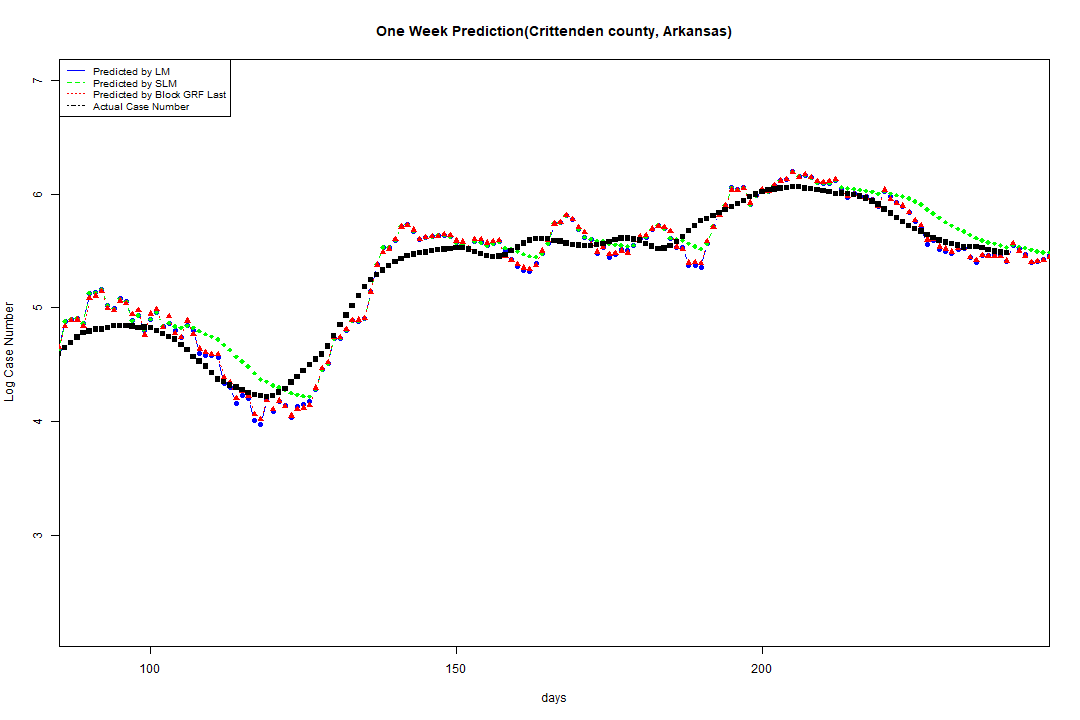 One Week Prediction(Crittenden county, Arkansas)
Predicted by LM
Predicted by SLM
Predicted by Block GRF Last
Actual Case Number
7
6
5
4
3
Log Case Number
100
150
200
days